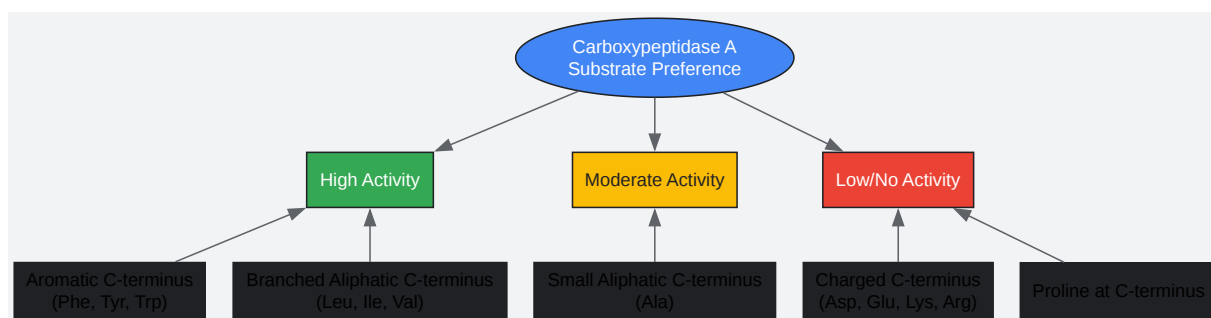 Carboxypeptidase A
Substrate Preference
High Activity
Moderate Activity
Low/No Activity
Aromatic C-terminus
(Phe, Tyr, Trp)
Branched Aliphatic C-terminus
(Leu, Ile, Val)
Small Aliphatic C-terminus
(Ala)
Charged C-terminus
(Asp, Glu, Lys, Arg)
Proline at C-terminus